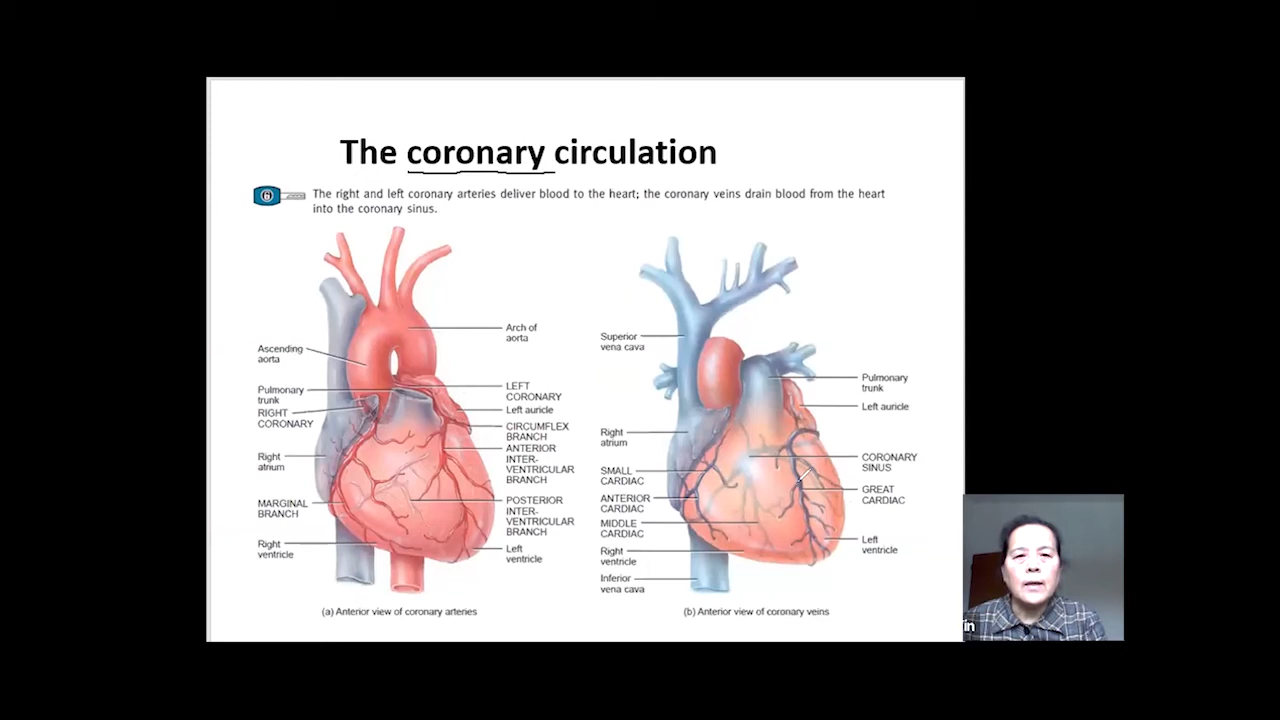 The coronary circulation
The right and left coronary arteries deliver blood to the heart; the coronary veins drain blood from the heart
into the coronary sinus.
Arch of
aorta
Ascending
aorta
Pulmonary
trunk
RIGHT
CORONARY
Right
atrium
MARGINAL
BRANCH
Right
ventricle
LEFT
CORONARY
Left auricle
CIRCUMFLEX
BRANCH
ANTERIOR
INTER-
VENTRICULAR
BRANCH
POSTERIOR
INTER-
VENTRICULAR
BRANCH
Left
ventricle
(a) Anterior view of coronary arteries
Superior
vena cava
Right
atrium
SMALL
CARDIAC
ANTERIOR
CARDIAC
MIDDLE
CARDIAC
Right
ventricle
Inferior
vena cava
Pulmonary
trunk
Left auricle
CORONARY
SINUS
GREAT
CARDIAC
Left
ventricle
(b) Anterior view of coronary veins